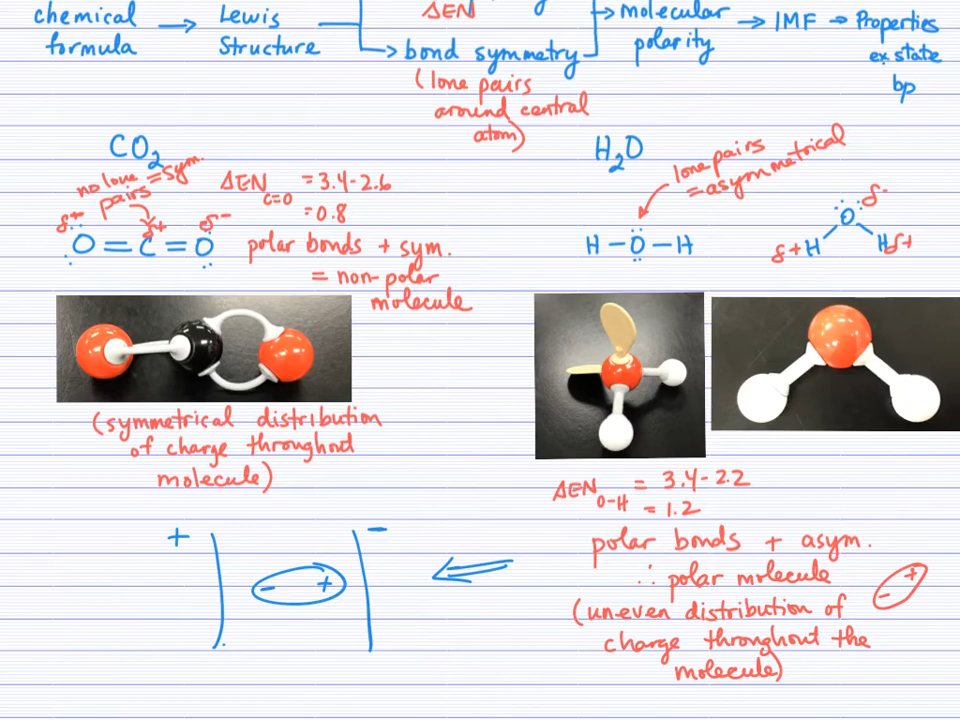 ΔEN
chemical → Lewis → molecular → IMF → Properties
formula Structure → bond symmetry polarity ex state
(lone pairs bp
around central
atom)
CO₂ H₂O
no lone = sym.
pairs
ΔEN C=O = 3.4-2.6
= 0.8
lone pairs
= asymmetrical
δ+ δ+ δ-
O = C = O
polar bonds + sym.
= non-polar
molecule
H - O - H
O δ-
δ+ H H δ+
(symmetrical distribution
of charge throughout
molecule)
ΔEN O-H = 3.4-2.2
= 1.2
polar bonds + asym.
∴ polar molecule
- +
(uneven distribution of
charge throughout the
molecule)
+ -
- +